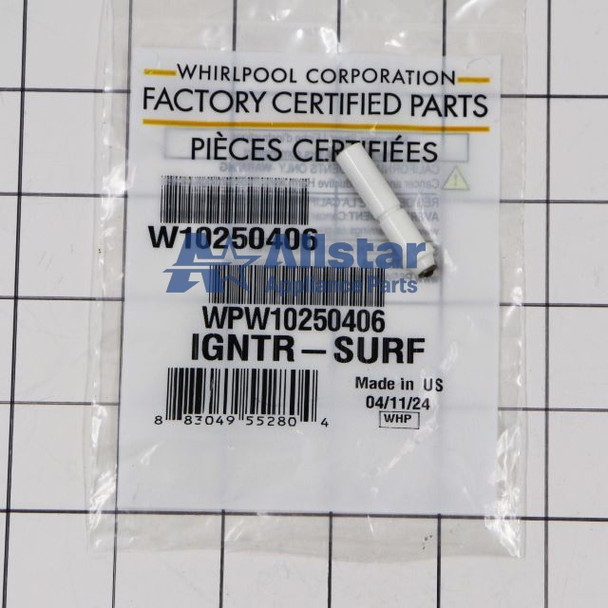 WHIRLPOOL CORPORATION
FACTORY CERTIFIED PARTS
PIÈCES CERTIFIÉES
W10250406
Allstar
Appliance Parts
WPW10250406
IGNTR-SURF
Made in US
04/11/24
WHP
8 83049 55280 4